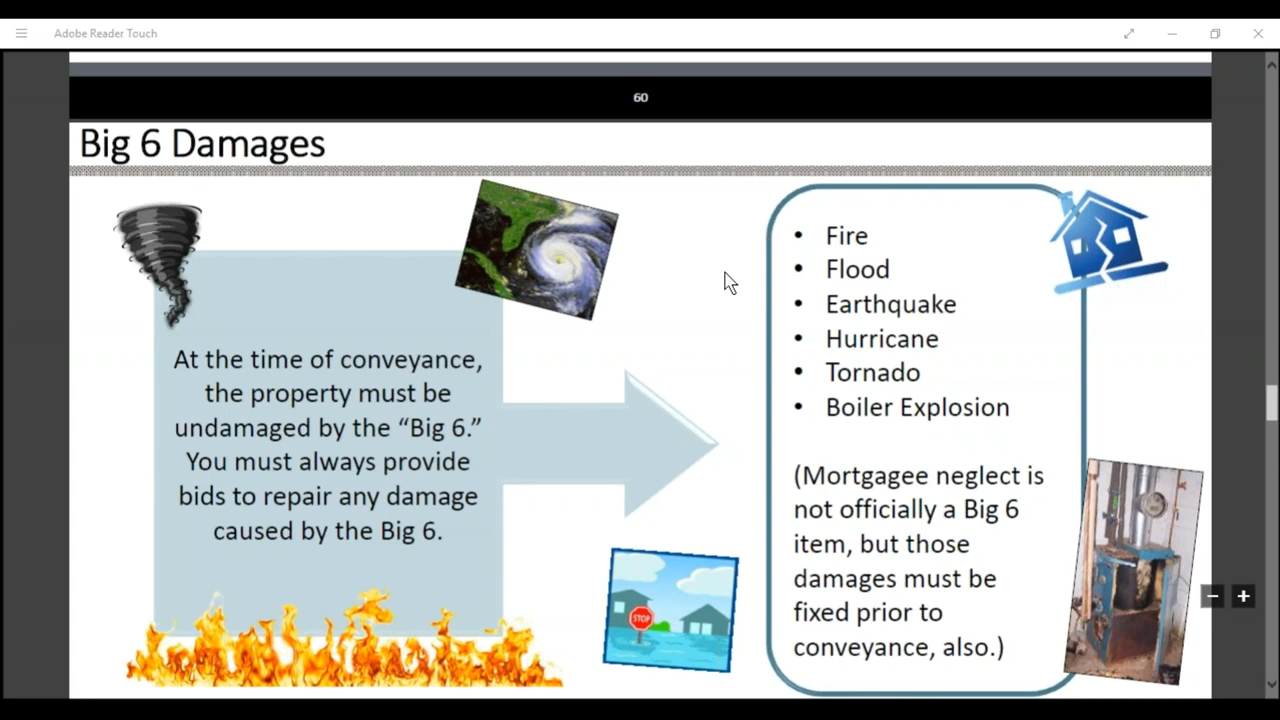 Adobe Reader Touch
60
Big 6 Damages
At the time of conveyance,
the property must be
undamaged by the “Big 6.”
You must always provide
bids to repair any damage
caused by the Big 6.
• Fire
• Flood
• Earthquake
• Hurricane
• Tornado
• Boiler Explosion
(Mortgagee neglect is
not officially a Big 6
item, but those
damages must be
fixed prior to
conveyance, also.)
STOP